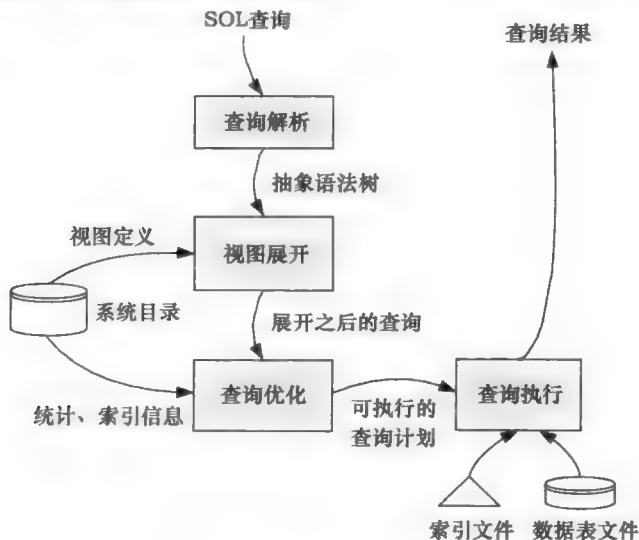 SOL查询
查询结果
查询解析
抽象语法树
视图定义
视图展开
系统目录
展开之后的查询
统计、索引信息
查询优化
可执行的
查询计划
查询执行
索引文件
数据表文件